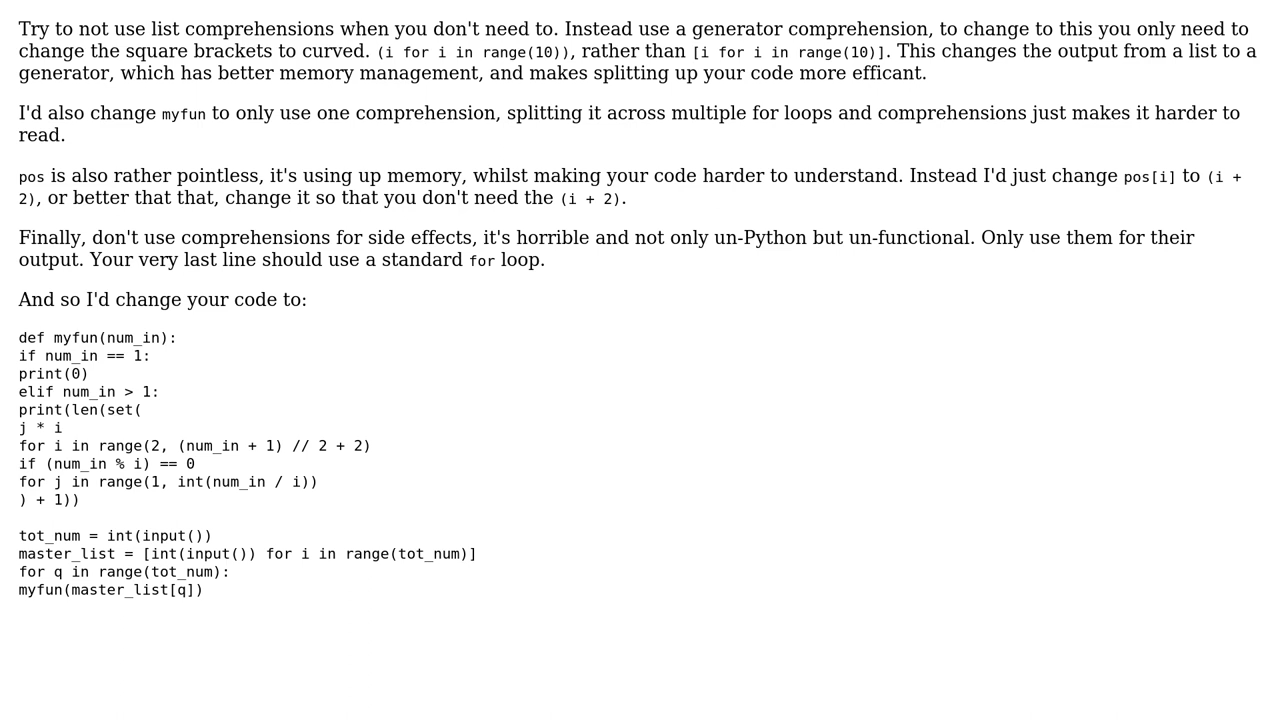 Try to not use list comprehensions when you don't need to. Instead use a generator comprehension, to change to this you only need to
change the square brackets to curved. (i for i in range(10)), rather than [i for i in range(10)]. This changes the output from a list to a
generator, which has better memory management, and makes splitting up your code more efficant.
I'd also change myfun to only use one comprehension, splitting it across multiple for loops and comprehensions just makes it harder to
read.
pos is also rather pointless, it's using up memory, whilst making your code harder to understand. Instead I'd just change pos[i] to (i +
2), or better that that, change it so that you don't need the (i + 2).
Finally, don't use comprehensions for side effects, it's horrible and not only un-Python but un-functional. Only use them for their
output. Your very last line should use a standard for loop.
And so I'd change your code to:
def myfun(num_in):
if num_in == 1:
print(0)
elif num_in > 1:
print(len(set(
j * i
for i in range(2, (num_in + 1) // 2 + 2)
if (num_in % i) == 0
for j in range(1, int(num_in / i))
) + 1))
tot_num = int(input())
master_list = [int(input()) for i in range(tot_num)]
for q in range(tot_num):
myfun(master_list[q])